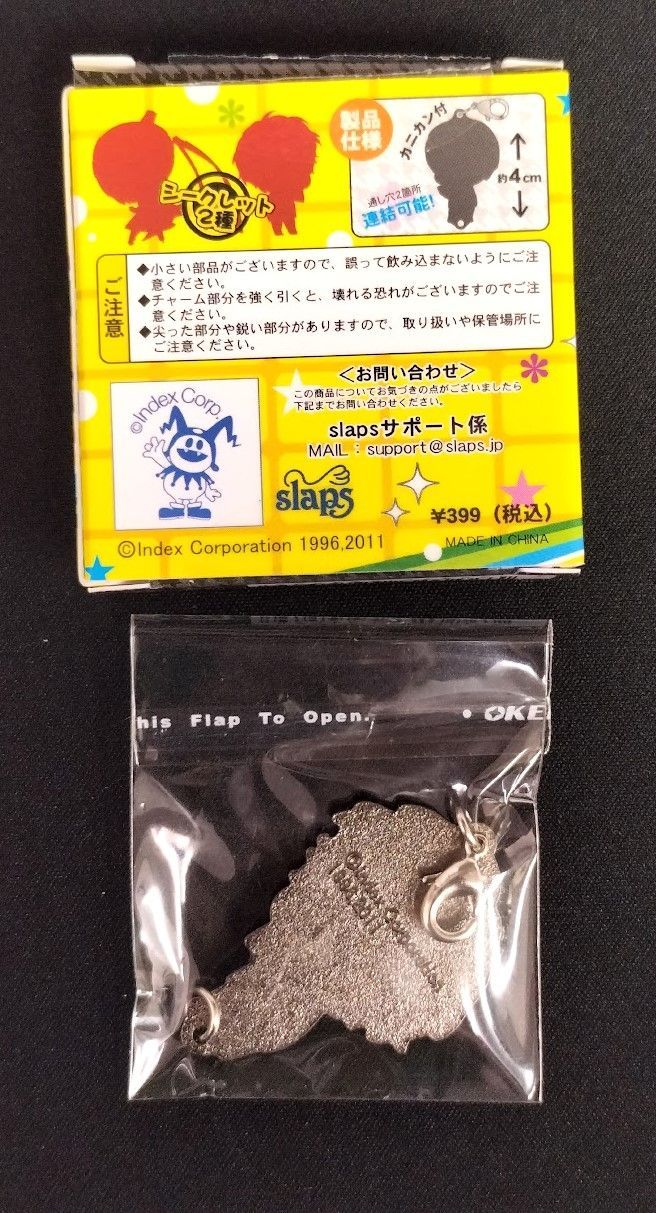 製品
仕様
カニカン付
約4cm
通し穴2箇所
連結可能!
シークレット
2種
ご注意
◆小さい部品がございますので、誤って飲み込まないようにご注
意ください。
◆チャーム部分を強く引くと、壊れる恐れがございますのでご注
意ください。
◆尖った部分や鋭い部分がありますので、取り扱いや保管場所に
ご注意ください。
＜お問い合わせ＞
この商品についてお気づきの点がございましたら
下記までお問い合わせください。
slapsサポート係
MAIL：support@slaps.jp
©Index Corp.
slaps
¥399（税込）
©Index Corporation 1996,2011
MADE IN CHINA
his Flap To Open.
• OKE
©Index Corporation